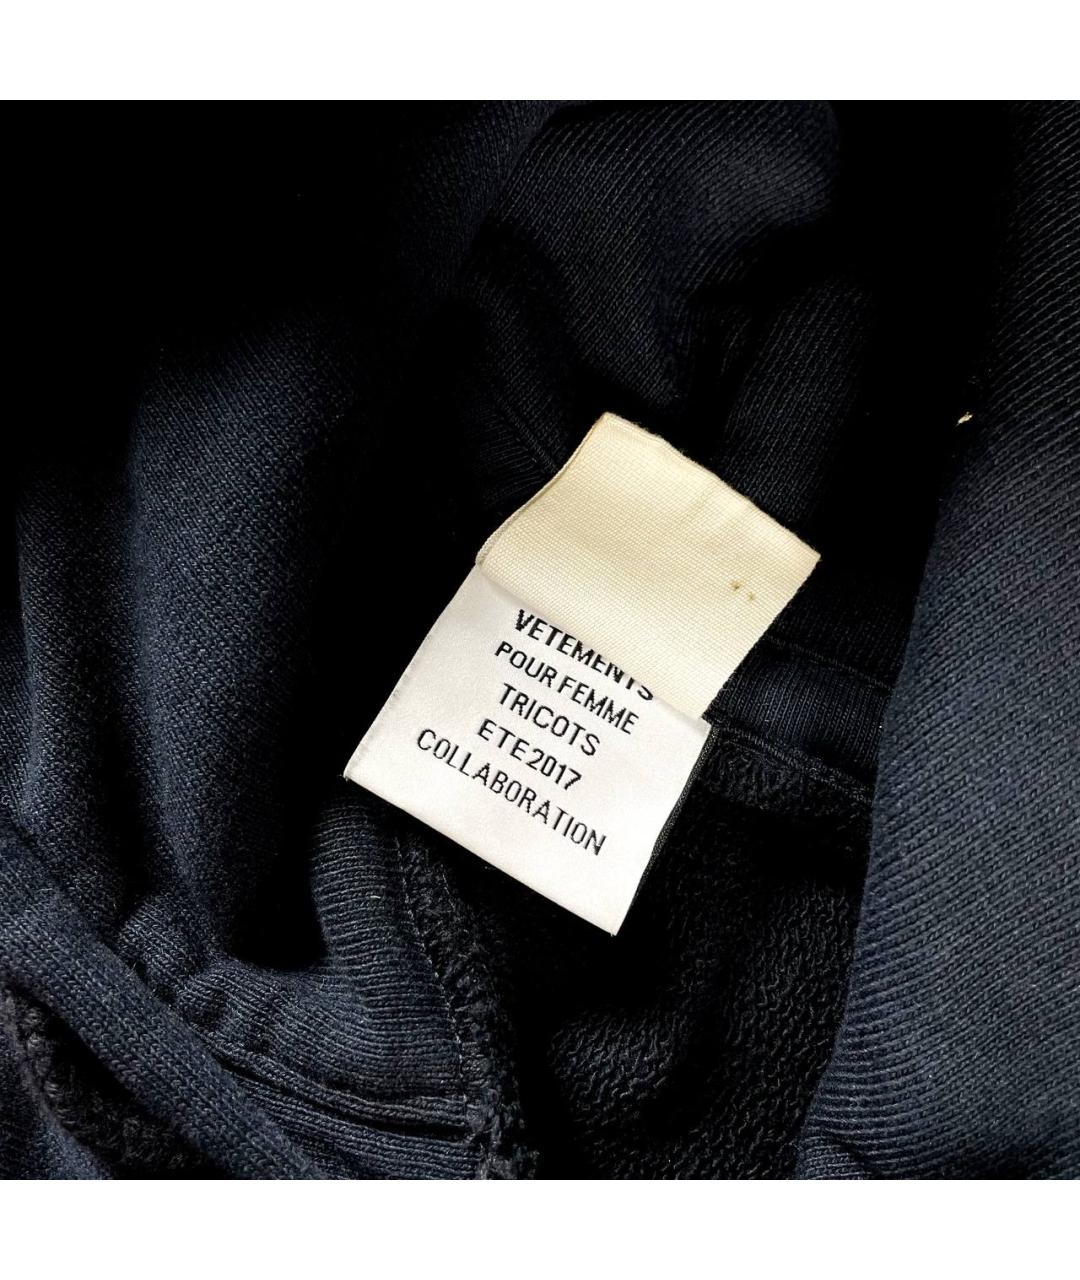 VETEMENTS
POUR FEMME
TRICOTS
ETE2017
COLLABORATION